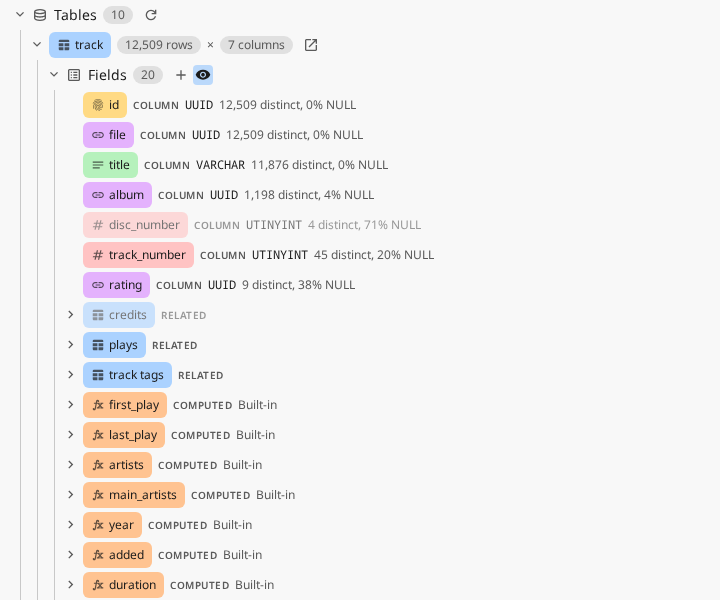 Tables 10
track 12,509 rows × 7 columns
Fields 20
id COLUMN UUID 12,509 distinct, 0% NULL
file COLUMN UUID 12,509 distinct, 0% NULL
title COLUMN VARCHAR 11,876 distinct, 0% NULL
album COLUMN UUID 1,198 distinct, 4% NULL
disc_number COLUMN UTINYINT 4 distinct, 71% NULL
track_number COLUMN UTINYINT 45 distinct, 20% NULL
rating COLUMN UUID 9 distinct, 38% NULL
credits RELATED
plays RELATED
track tags RELATED
first_play COMPUTED Built-in
last_play COMPUTED Built-in
artists COMPUTED Built-in
main_artists COMPUTED Built-in
year COMPUTED Built-in
added COMPUTED Built-in
duration COMPUTED Built-in